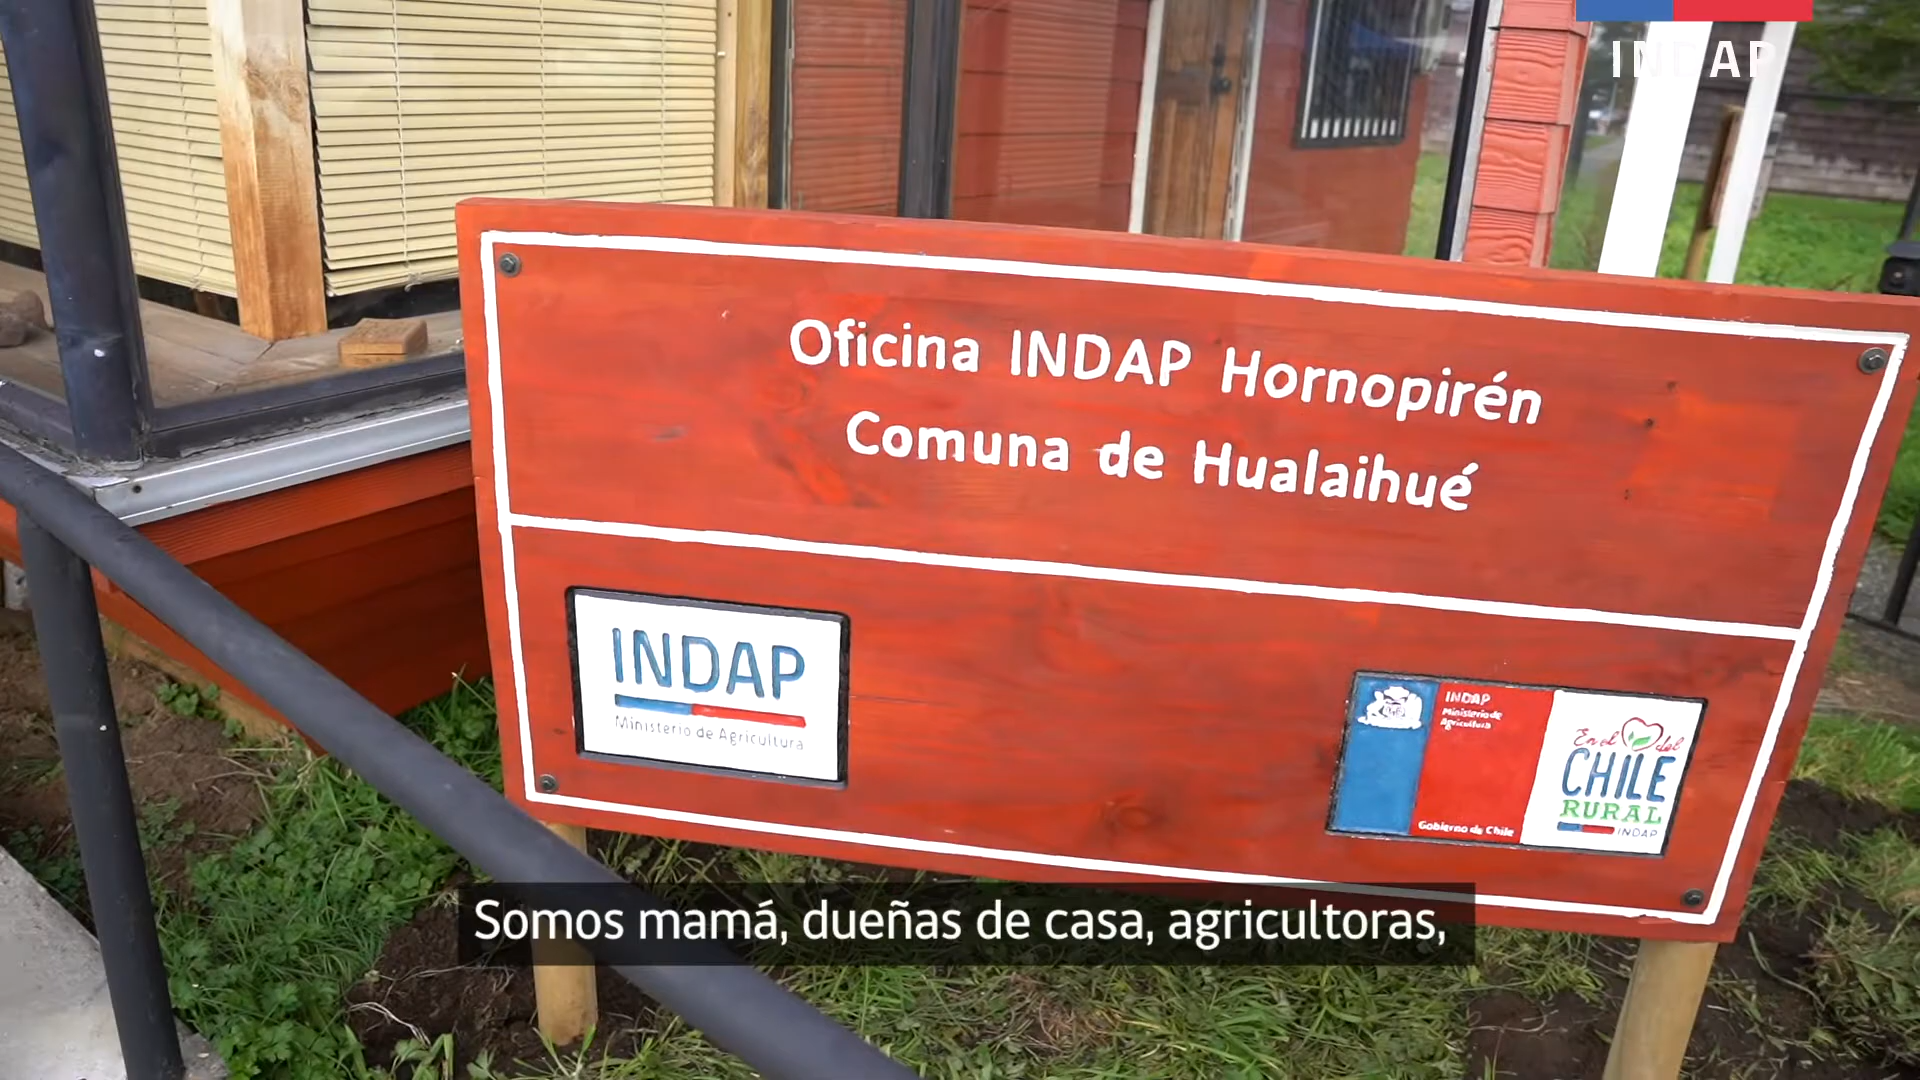 INDAP
Oficina INDAP Hornopirén
Comuna de Hualaihué
INDAP
Ministerio de Agricultura
INDAP
Ministerio de
Agricultura
Gobierno de Chile
En el del
CHILE
RURAL
INDAP
Somos mamá, dueñas de casa, agricultoras,